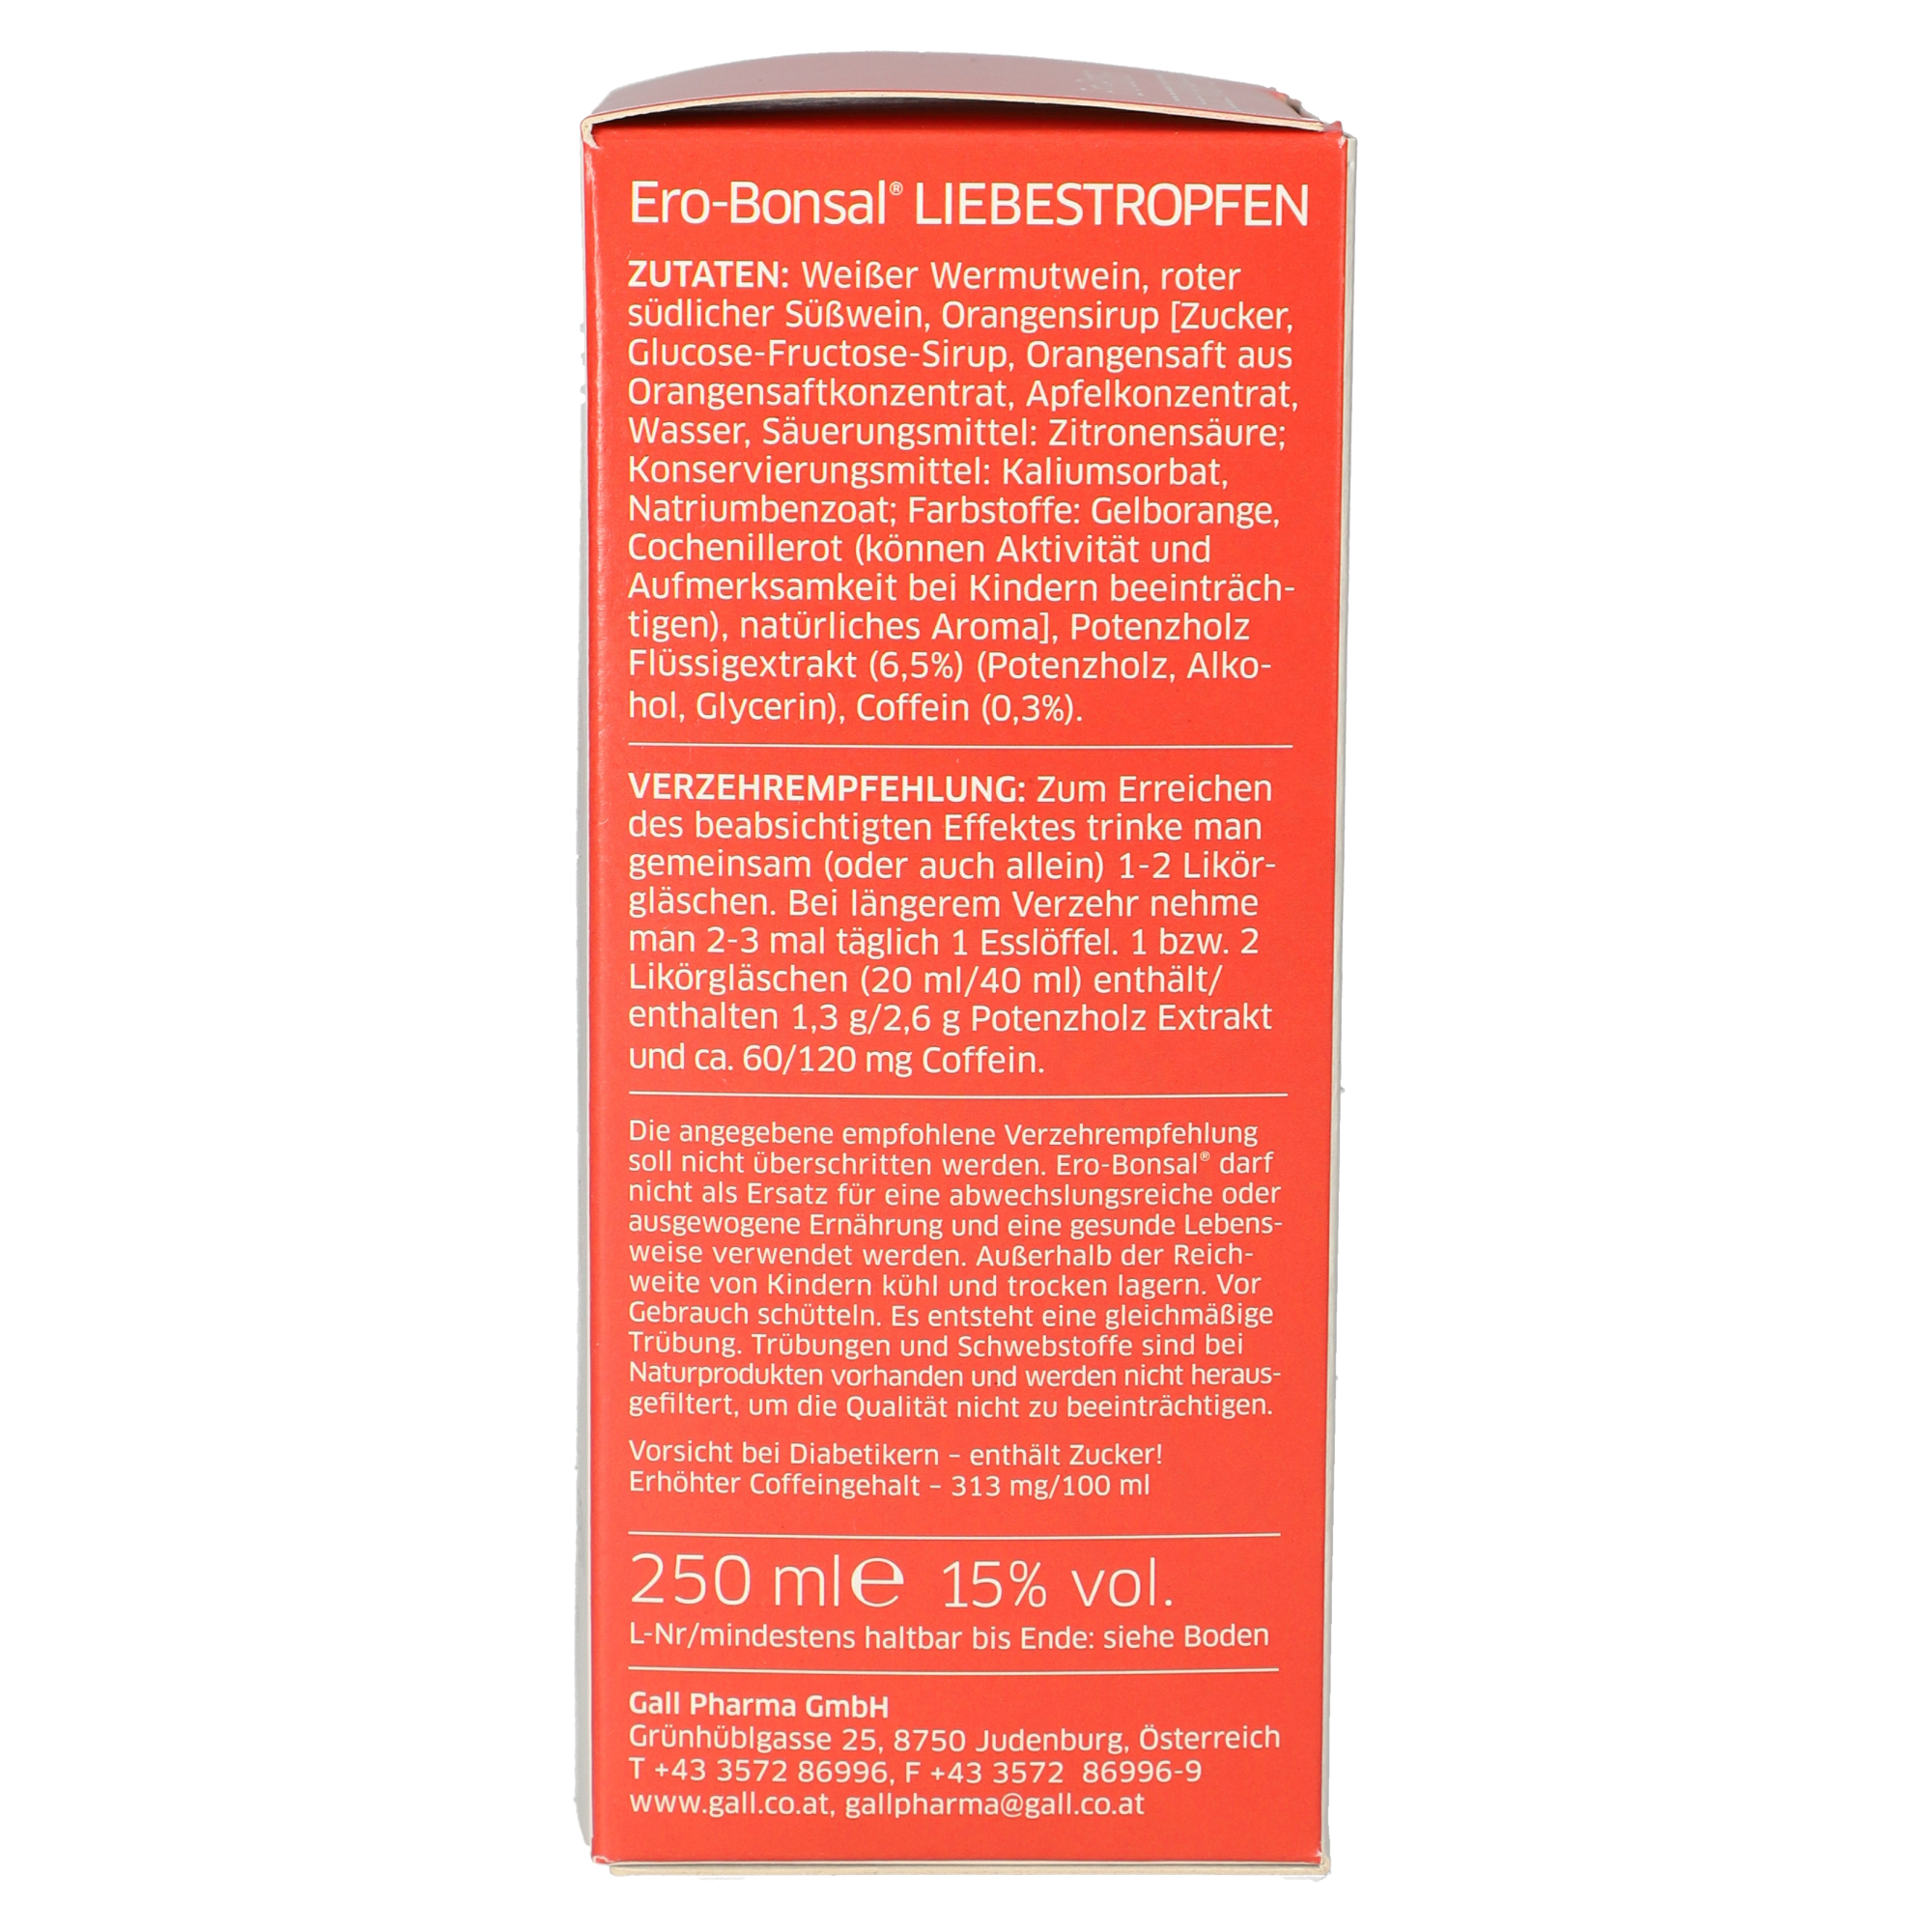 Ero-Bonsal® LIEBESTROPFEN
ZUTATEN: Weißer Wermutwein, roter
südlicher Süßwein, Orangensirup [Zucker,
Glucose-Fructose-Sirup, Orangensaft aus
Orangensaftkonzentrat, Apfelkonzentrat,
Wasser, Säuerungsmittel: Zitronensäure;
Konservierungsmittel: Kaliumsorbat,
Natriumbenzoat; Farbstoffe: Gelborange,
Cochenillerot (können Aktivität und
Aufmerksamkeit bei Kindern beeinträch-
tigen), natürliches Aroma], Potenzholz
Flüssigextrakt (6,5%) (Potenzholz, Alko-
hol, Glycerin), Coffein (0,3%).
VERZEHREMPFEHLUNG: Zum Erreichen
des beabsichtigten Effektes trinke man
gemeinsam (oder auch allein) 1-2 Likör-
gläschen. Bei längerem Verzehr nehme
man 2-3 mal täglich 1 Esslöffel. 1 bzw. 2
Likörgläschen (20 ml/40 ml) enthält/
enthalten 1,3 g/2,6 g Potenzholz Extrakt
und ca. 60/120 mg Coffein.
Die angegebene empfohlene Verzehrempfehlung
soll nicht überschritten werden. Ero-Bonsal® darf
nicht als Ersatz für eine abwechslungsreiche oder
ausgewogene Ernährung und eine gesunde Lebens-
weise verwendet werden. Außerhalb der Reich-
weite von Kindern kühl und trocken lagern. Vor
Gebrauch schütteln. Es entsteht eine gleichmäßige
Trübung. Trübungen und Schwebstoffe sind bei
Naturprodukten vorhanden und werden nicht heraus-
gefiltert, um die Qualität nicht zu beeinträchtigen.
Vorsicht bei Diabetikern – enthält Zucker!
Erhöhter Coffeingehalt – 313 mg/100 ml
250 ml℮ 15% vol.
L-Nr/mindestens haltbar bis Ende: siehe Boden
Gall Pharma GmbH
Grünhüblgasse 25, 8750 Judenburg, Österreich
T +43 3572 86996, F +43 3572 86996-9
www.gall.co.at, gallpharma@gall.co.at